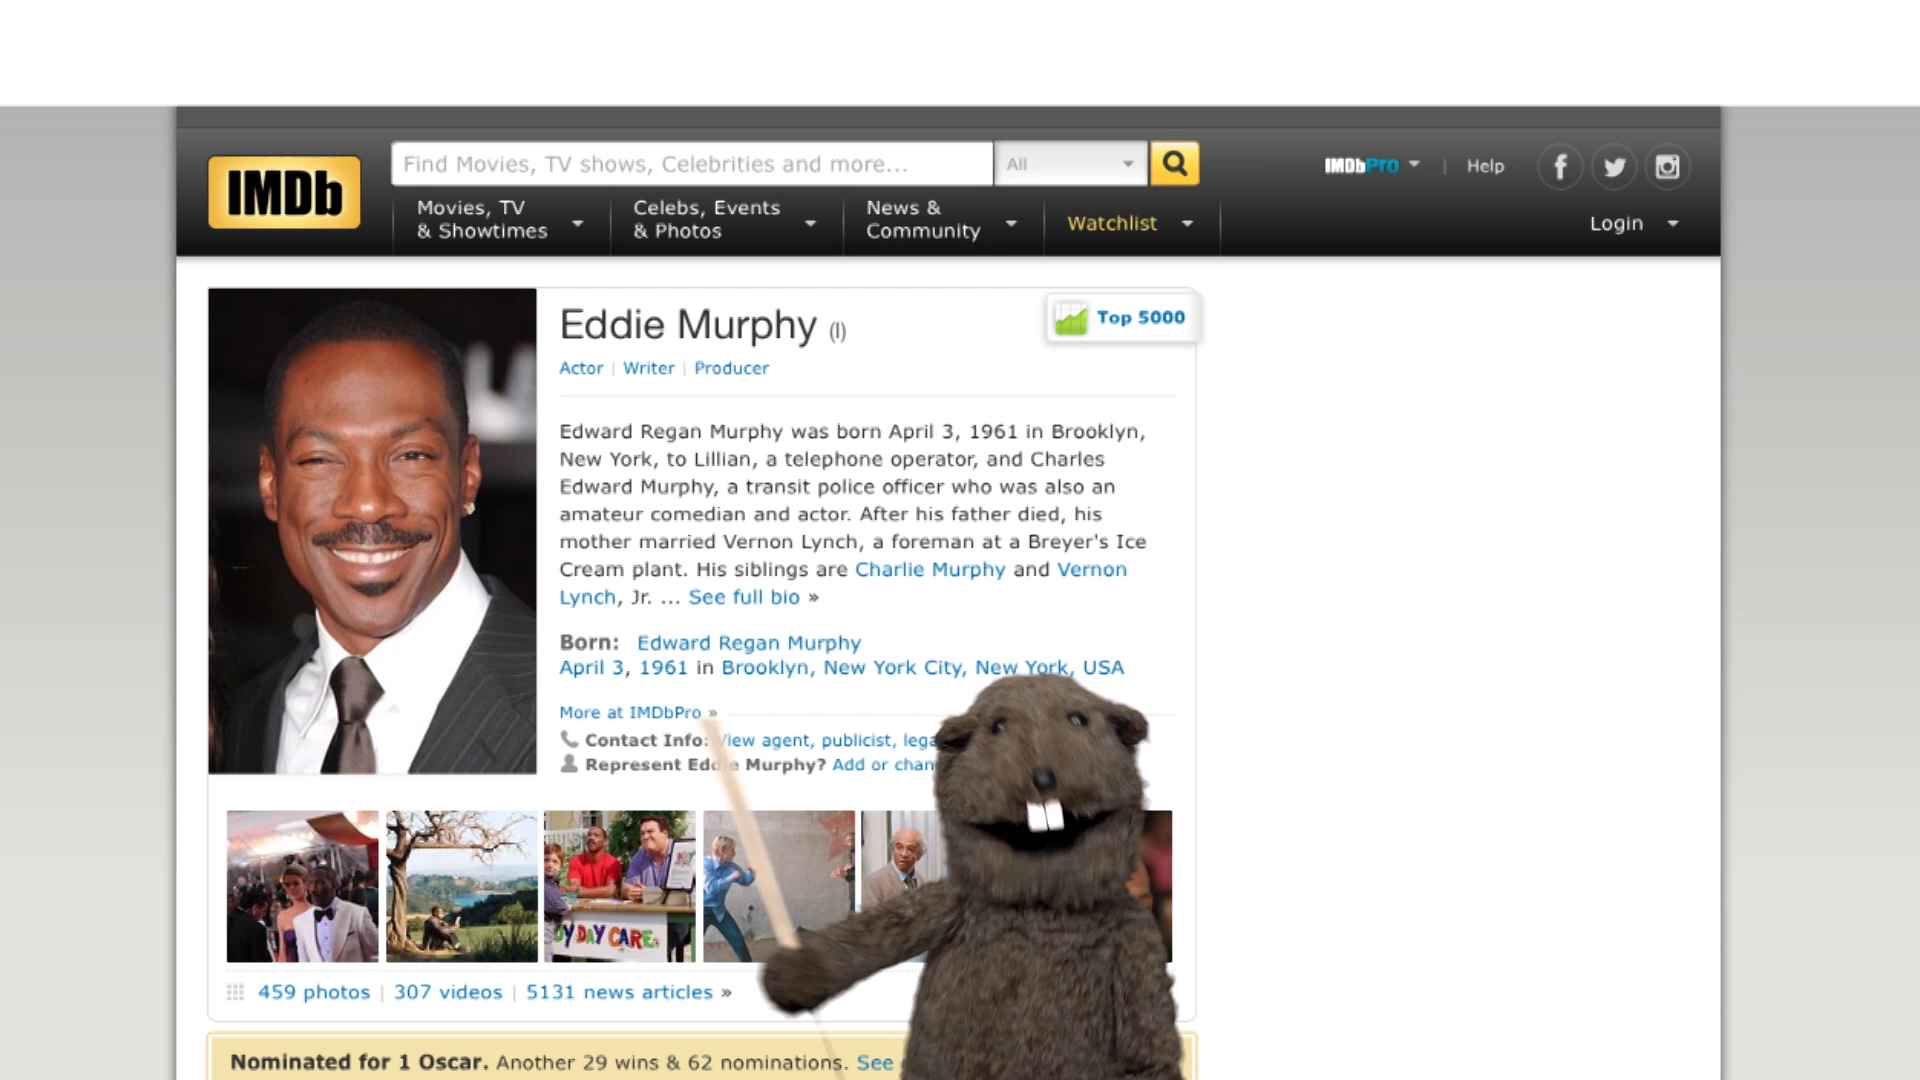 IMDb
Find Movies, TV shows, Celebrities and more...
All
IMDbPro
Help
Movies, TV
& Showtimes
Celebs, Events
& Photos
News &
Community
Watchlist
Login
Eddie Murphy (I)
Top 5000
Actor | Writer | Producer
Edward Regan Murphy was born April 3, 1961 in Brooklyn,
New York, to Lillian, a telephone operator, and Charles
Edward Murphy, a transit police officer who was also an
amateur comedian and actor. After his father died, his
mother married Vernon Lynch, a foreman at a Breyer's Ice
Cream plant. His siblings are Charlie Murphy and Vernon
Lynch, Jr. ... See full bio »
Born: Edward Regan Murphy
April 3, 1961 in Brooklyn, New York City, New York, USA
More at IMDbPro »
Contact Info: View agent, publicist, lega
Represent Eddie Murphy? Add or chan
DAY CARE
459 photos | 307 videos | 5131 news articles »
Nominated for 1 Oscar. Another 29 wins & 62 nominations. See